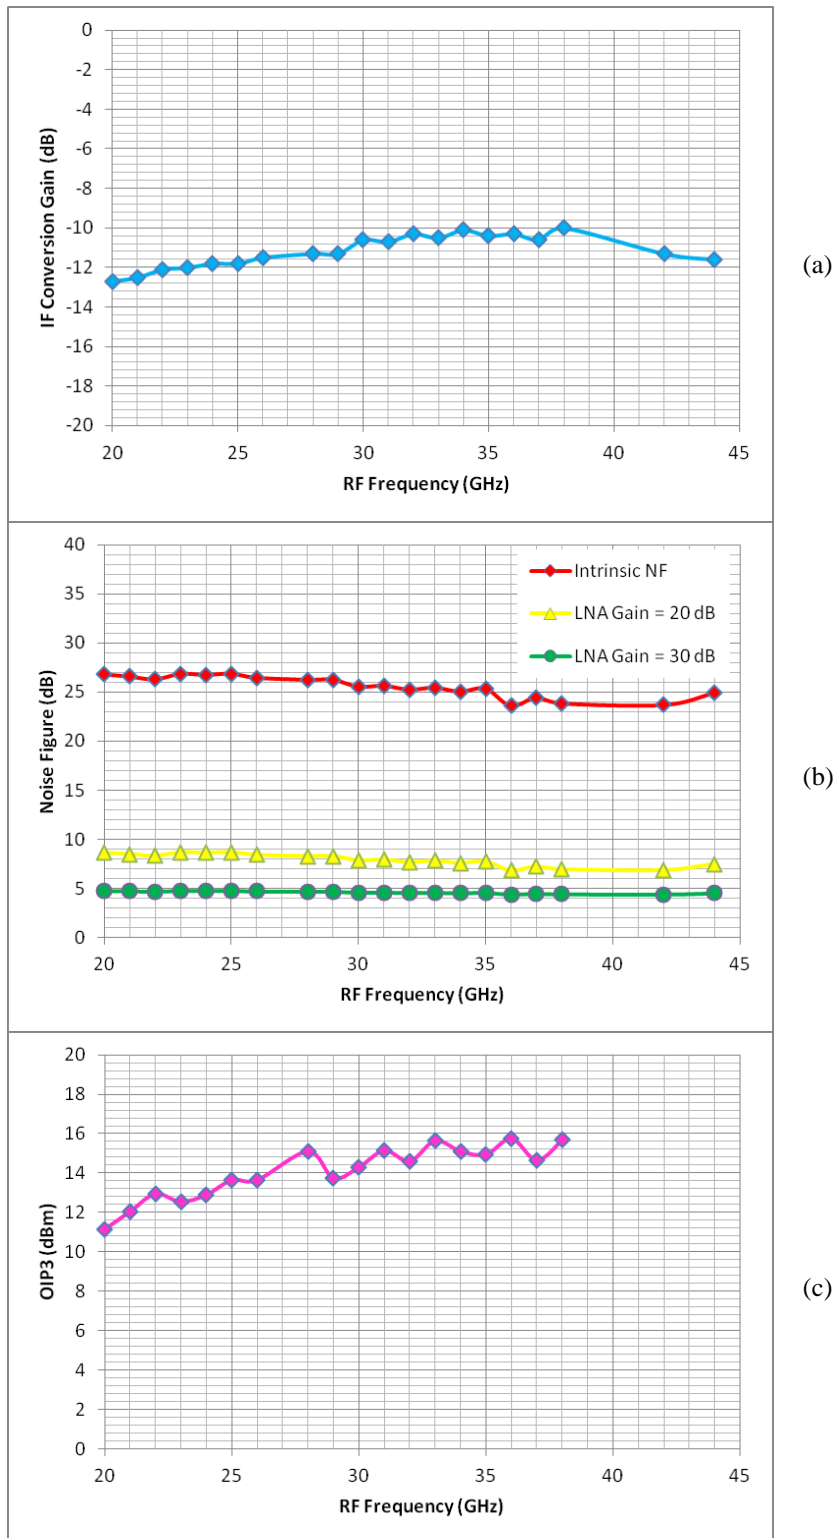 0
-2
-4
-6
-8
-10
-12
-14
-16
-18
-20
IF Conversion Gain (dB)
20 25 30 35 40 45
RF Frequency (GHz)
(a)
40
35
30
25
20
15
10
5
0
Noise Figure (dB)
Intrinsic NF
LNA Gain = 20 dB
LNA Gain = 30 dB
20 25 30 35 40 45
RF Frequency (GHz)
(b)
20
18
16
14
12
10
8
6
4
2
0
OIP3 (dBm)
20 25 30 35 40 45
RF Frequency (GHz)
(c)